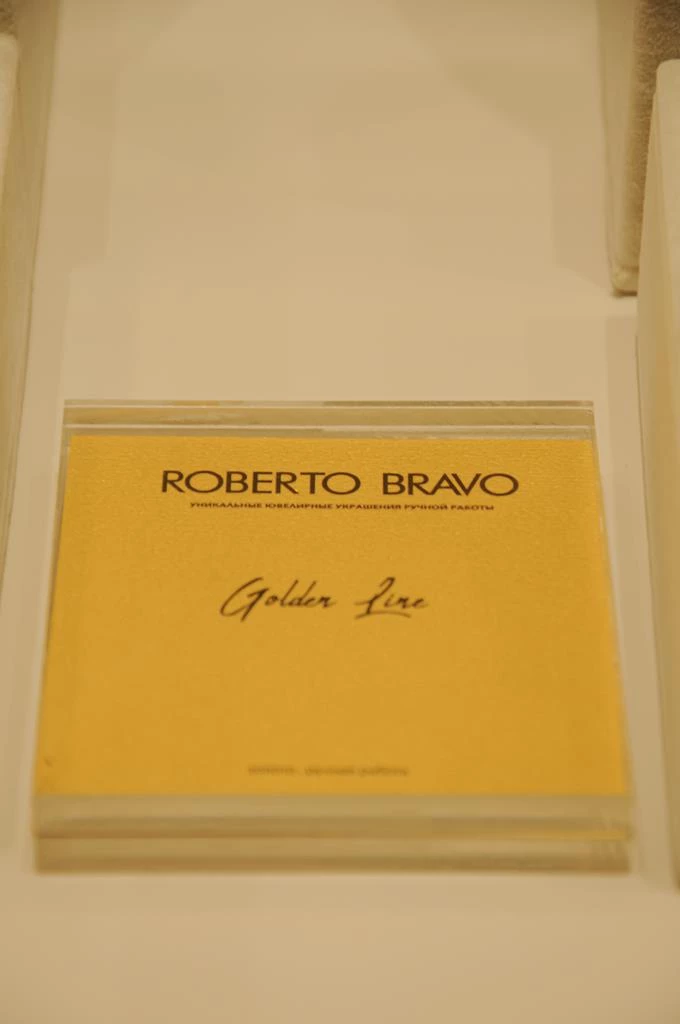 ROBERTO BRAVO
УНИКАЛЬНЫЕ ЮВЕЛИРНЫЕ УКРАШЕНИЯ РУЧНОЙ РАБОТЫ
Golden Line